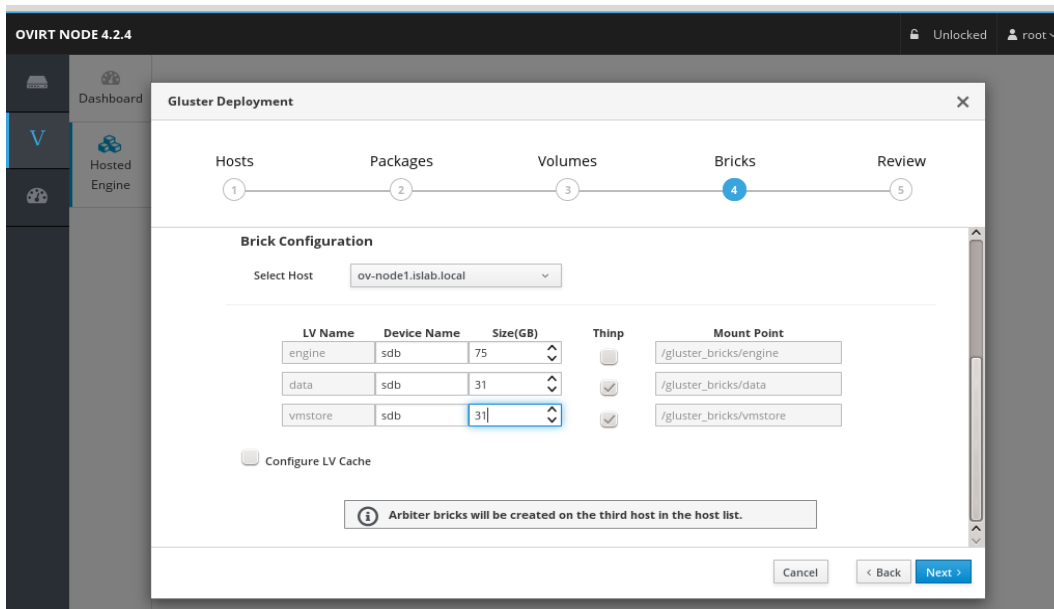 OVIRT NODE 4.2.4
Unlocked
root
Dashboard
V
Hosted
Engine
Gluster Deployment
Hosts Packages Volumes Bricks Review
1 2 3 4 5
Brick Configuration
Select Host ov-node1.islab.local
LV Name Device Name Size(GB) Thinp Mount Point
engine sdb 75 /gluster_bricks/engine
data sdb 31 /gluster_bricks/data
vmstore sdb 31 /gluster_bricks/vmstore
Configure LV Cache
Arbiter bricks will be created on the third host in the host list.
Cancel < Back Next >